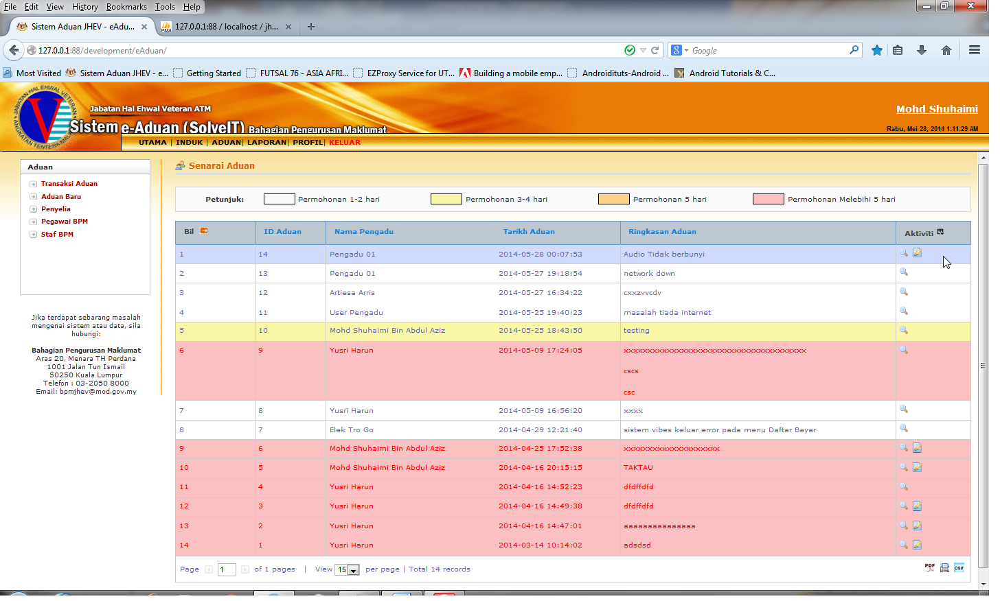 File Edit View History Bookmarks Tools Help
Sistem Aduan JHEV - eAdu... × 127.0.0.1:88 / localhost / jh... × +
127.0.0.1:88/development/eAduan/ Google
Most Visited Sistem Aduan JHEV - e... Getting Started FUTSAL 76 - ASIA AFRI... EZProxy Service for UT... Building a mobile emp... Androidituts-Android ... Android Tutorials & C...
JABATAN HAL EHWAL VETERAN
ANGKATAN TENTERA
Jabatan Hal Ehwal Veteran ATM
Sistem e-Aduan (SolveIT) Bahagian Pengurusan Maklumat
Mohd Shuhaimi
Rabu, Mei 28, 2014 1:11:29 AM
UTAMA | INDUK | ADUAN| LAPORAN| PROFIL| KELUAR
Aduan
Transaksi Aduan
Aduan Baru
Penyelia
Pegawai BPM
Staf BPM
Jika terdapat sebarang masalah
mengenai sistem atau data, sila
hubungi:
Bahagian Pengurusan Maklumat
Aras 20, Menara TH Perdana
1001 Jalan Tun Ismail
50250 Kuala Lumpur
Telefon : 03-2050 8000
Email: bpmjhev@mod.gov.my
Senarai Aduan
Petunjuk: Permohonan 1-2 hari Permohonan 3-4 hari Permohonan 5 hari Permohonan Melebihi 5 hari
Bil ID Aduan Nama Pengadu Tarikh Aduan Ringkasan Aduan Aktiviti
1 14 Pengadu 01 2014-05-28 00:07:53 Audio Tidak berbunyi
2 13 Pengadu 01 2014-05-27 19:18:54 network down
3 12 Artiesa Arris 2014-05-27 16:34:22 cxxzvvcdv
4 11 User Pengadu 2014-05-25 19:40:23 masalah tiada internet
5 10 Mohd Shuhaimi Bin Abdul Aziz 2014-05-25 18:43:50 testing
6 9 Yusri Harun 2014-05-09 17:24:05 xxxxxxxxxxxxxxxxxxxxxxxxxxxxxxxxxxxxxx
cscs
csc
7 8 Yusri Harun 2014-05-09 16:56:20 xxxx
8 7 Elek Tro Go 2014-04-29 12:21:40 sistem vibes keluar error pada menu Daftar Bayar
9 6 Mohd Shuhaimi Bin Abdul Aziz 2014-04-25 17:52:38 xxxxxxxxxxxxxxxxxxxx
10 5 Mohd Shuhaimi Bin Abdul Aziz 2014-04-16 20:15:15 TAKTAU
11 4 Yusri Harun 2014-04-16 14:52:23 dfdffdfd
12 3 Yusri Harun 2014-04-16 14:49:38 dfdffdfd
13 2 Yusri Harun 2014-04-16 14:47:01 aaaaaaaaaaaaaaa
14 1 Yusri Harun 2014-03-14 10:14:02 adsdsd
Page 1 of 1 pages | View 15 per page | Total 14 records PDF CSV